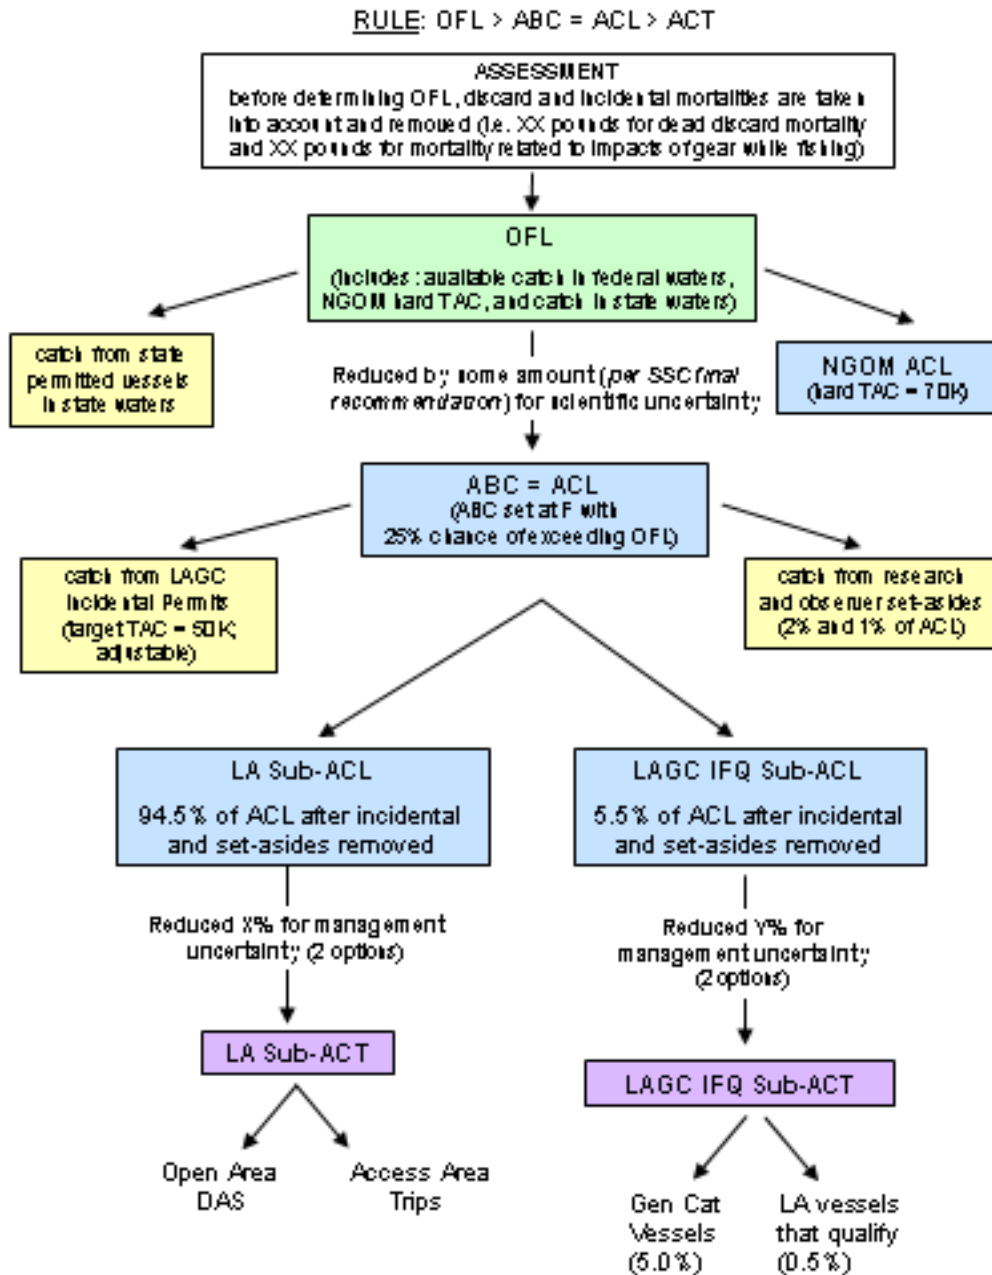 RULE: OFL > ABC = ACL > ACT
ASSESSMENT
before determining OFL, discard and incidental mortalities are taken
into account and removed (i.e. XX pounds for dead discard mortality
and XX pounds for mortality related to impacts of gear while fishing)
OFL
(includes: available catch in federal waters,
NGOM hard TAC, and catch in state waters)
catch from state
permitted vessels
in state waters
Reduced by some amount (per SSC final
recommendation) for scientific uncertainty
NGOM ACL
(hard TAC = 70K)
ABC = ACL
(ABC set at F with
25% chance of exceeding OFL)
catch from LAGC
Incidental Permits
(target TAC = 50K;
adjustable)
catch from research
and observer set-asides
(2% and 1% of ACL)
LA Sub-ACL
94.5% of ACL after incidental
and set-asides removed
LAGC IFQ Sub-ACL
5.5% of ACL after incidental
and set-asides removed
Reduced X% for management
uncertainty (2 options)
Reduced Y% for
management uncertainty
(2 options)
LA Sub-ACT
LAGC IFQ Sub-ACT
Open Area
DAS
Access Area
Trips
Gen Cat
Vessels
(5.0%)
LA vessels
that qualify
(0.5%)